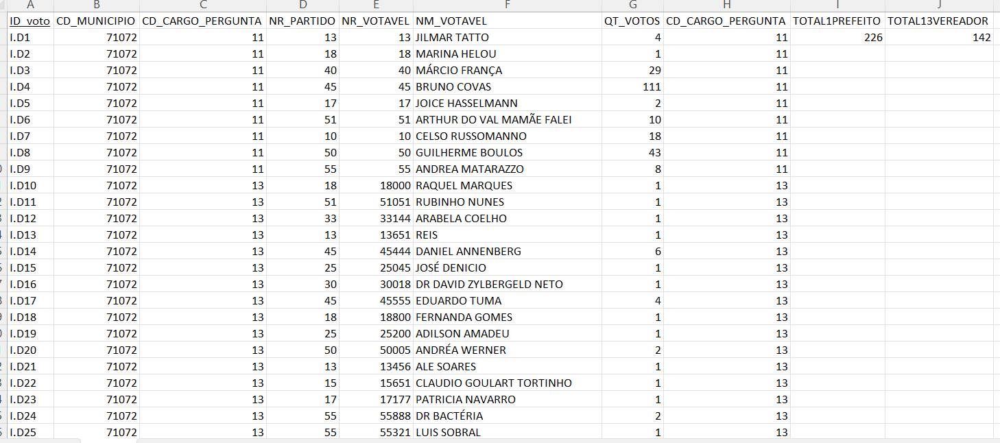 A B C D E F G H I J
ID_voto CD_MUNICIPIO CD_CARGO_PERGUNTA NR_PARTIDO NR_VOTAVEL NM_VOTAVEL QT_VOTOS CD_CARGO_PERGUNTA TOTAL1PREFEITO TOTAL13VEREADOR
I.D1 71072 11 13 13 JILMAR TATTO 4 11 226 142
I.D2 71072 11 18 18 MARINA HELOU 1 11
I.D3 71072 11 40 40 MÁRCIO FRANÇA 29 11
I.D4 71072 11 45 45 BRUNO COVAS 111 11
I.D5 71072 11 17 17 JOICE HASSELMANN 2 11
I.D6 71072 11 51 51 ARTHUR DO VAL MAMÃE FALEI 10 11
I.D7 71072 11 10 10 CELSO RUSSOMANNO 18 11
I.D8 71072 11 50 50 GUILHERME BOULOS 43 11
I.D9 71072 11 55 55 ANDREA MATARAZZO 8 11
I.D10 71072 13 18 18000 RAQUEL MARQUES 1 13
I.D11 71072 13 51 51051 RUBINHO NUNES 1 13
I.D12 71072 13 33 33144 ARABELA COELHO 1 13
I.D13 71072 13 13 13651 REIS 1 13
I.D14 71072 13 45 45444 DANIEL ANNENBERG 6 13
I.D15 71072 13 25 25045 JOSÉ DENICIO 1 13
I.D16 71072 13 30 30018 DR DAVID ZYLBERGELD NETO 1 13
I.D17 71072 13 45 45555 EDUARDO TUMA 4 13
I.D18 71072 13 18 18800 FERNANDA GOMES 1 13
I.D19 71072 13 25 25200 ADILSON AMADEU 1 13
I.D20 71072 13 50 50005 ANDRÉA WERNER 2 13
I.D21 71072 13 13 13456 ALE SOARES 1 13
I.D22 71072 13 15 15651 CLAUDIO GOULART TORTINHO 1 13
I.D23 71072 13 17 17177 PATRICIA NAVARRO 1 13
I.D24 71072 13 55 55888 DR BACTÉRIA 2 13
I.D25 71072 13 55 55321 LUIS SOBRAL 1 13